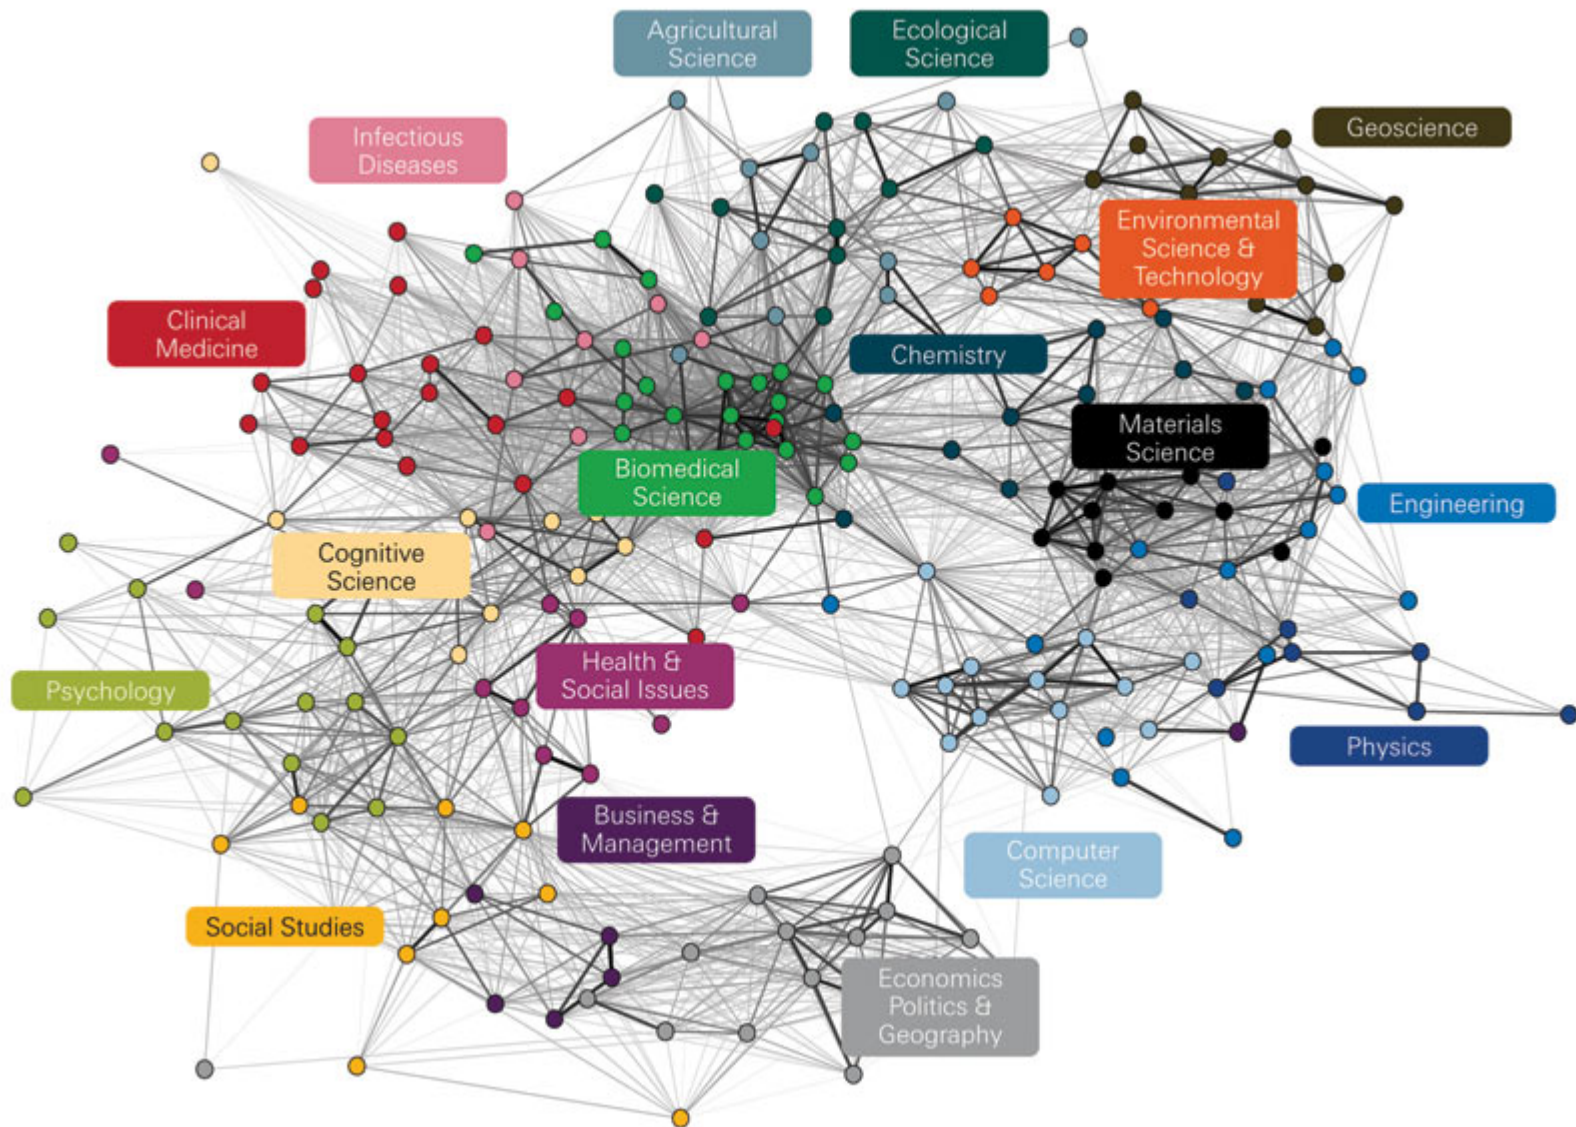 Agricultural
Science
Ecological
Science
Geoscience
Infectious
Diseases
Environmental
Science &
Technology
Clinical
Medicine
Chemistry
Materials
Science
Biomedical
Science
Engineering
Cognitive
Science
Health &
Social Issues
Psychology
Physics
Business &
Management
Computer
Science
Social Studies
Economics
Politics &
Geography